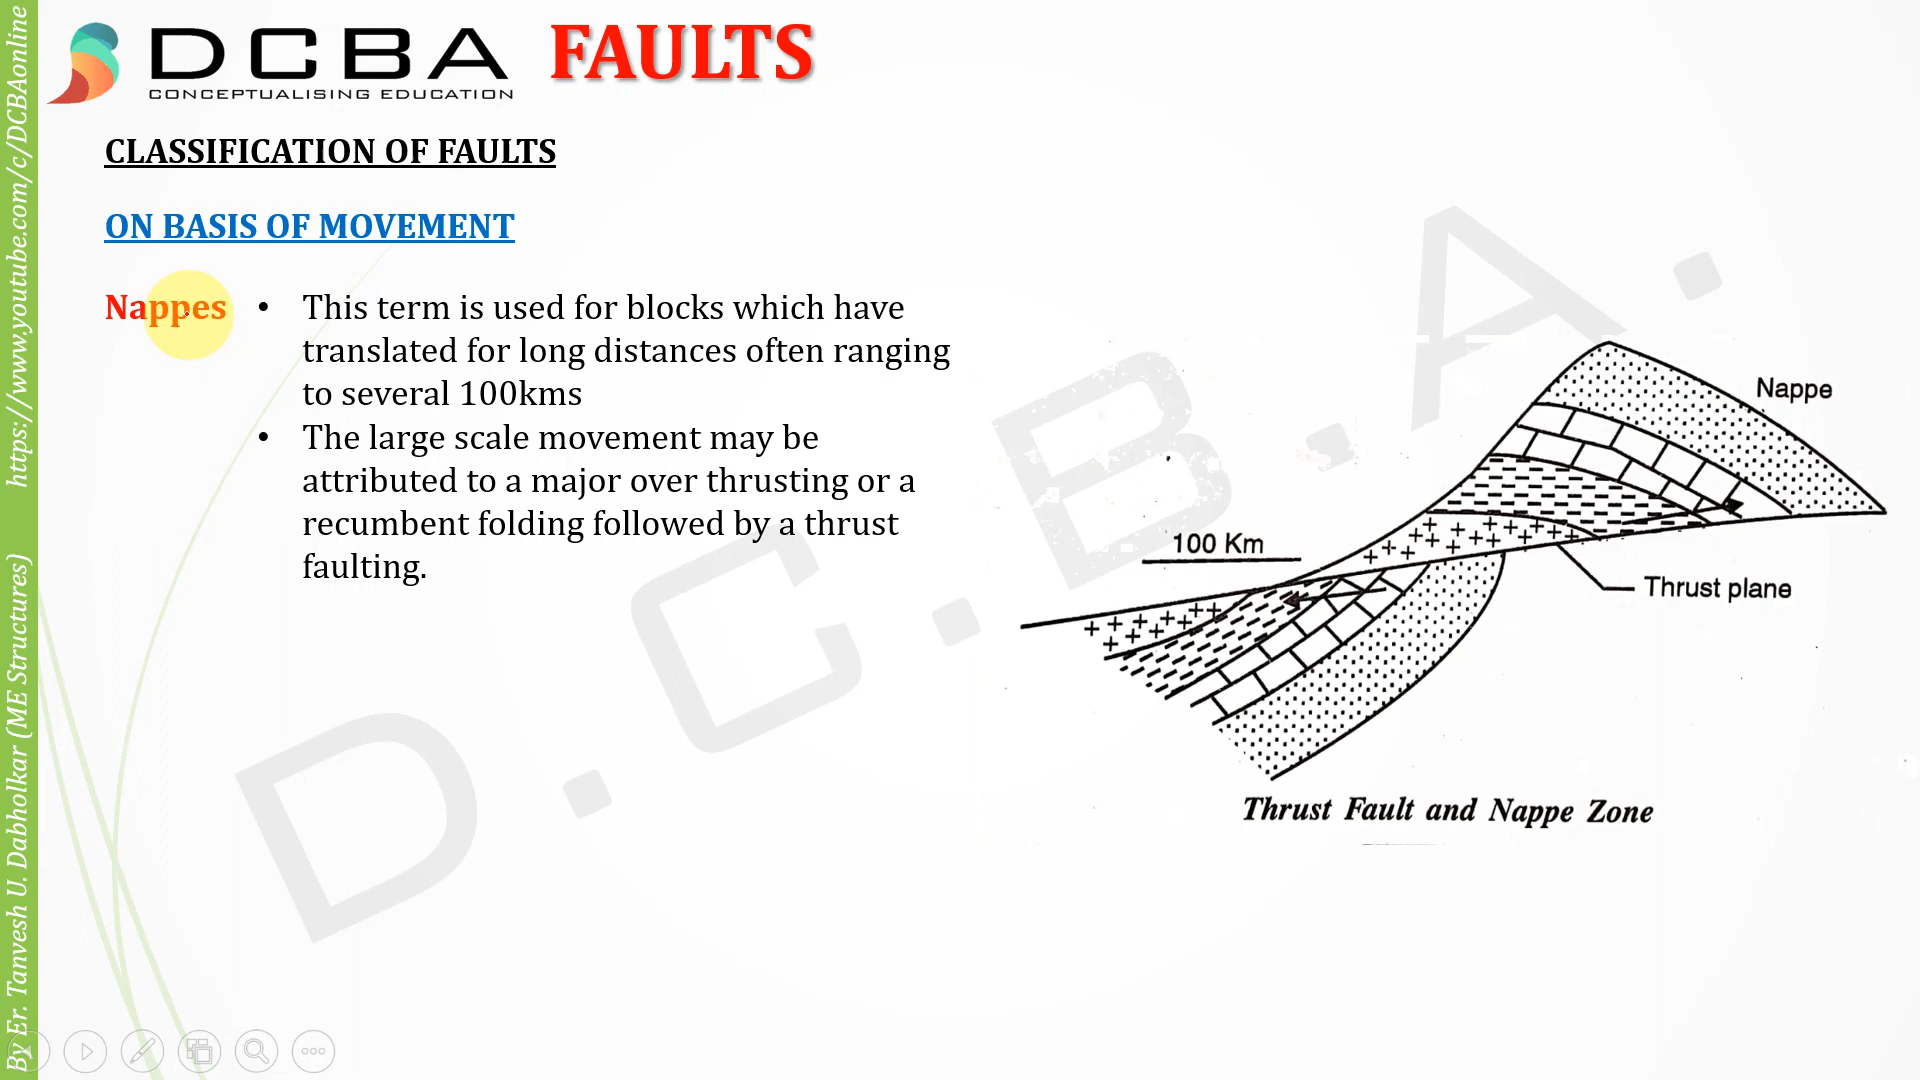 DCBA
CONCEPTUALISING EDUCATION
FAULTS
CLASSIFICATION OF FAULTS
ON BASIS OF MOVEMENT
Nappes
• This term is used for blocks which have
translated for long distances often ranging
to several 100kms
• The large scale movement may be
attributed to a major over thrusting or a
recumbent folding followed by a thrust
faulting.
Nappe
100 Km
Thrust plane
Thrust Fault and Nappe Zone
D.C.B.A.
By Er. Tanvesh U. Dabholkar (ME Structures) https://www.youtube.com/c/DCBAonline